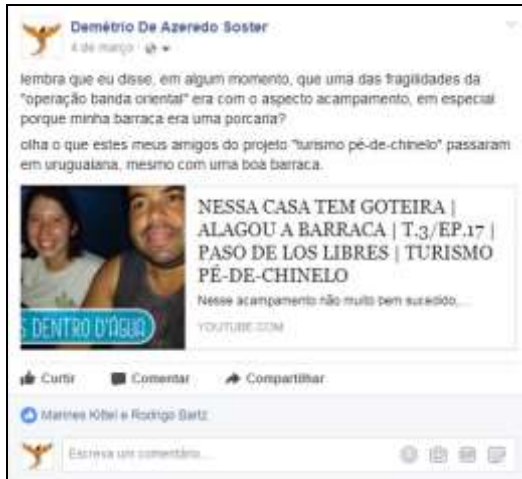 Demétrio De Azeredo Soster
4 de março
lembra que eu disse, em algum momento, que uma das fragilidades da
"operação banda oriental" era com o aspecto acampamento, em especial
porque minha barraca era uma porcaria?
olha o que estes meus amigos do projeto "turismo pé-de-chinelo" passaram
em uruguaiana, mesmo com uma boa barraca.
NESSA CASA TEM GOTEIRA |
ALAGOU A BARRACA | T.3/EP.17 |
PASO DE LOS LIBRES | TURISMO
PÉ-DE-CHINELO
Nesse acampamento não muito bem sucedido,...
YOUTUBE.COM
S DENTRO D'ÁGUA
Curtir Comentar Compartilhar
Marines Kittel e Rodrigo Bartz
Escreva um comentário...